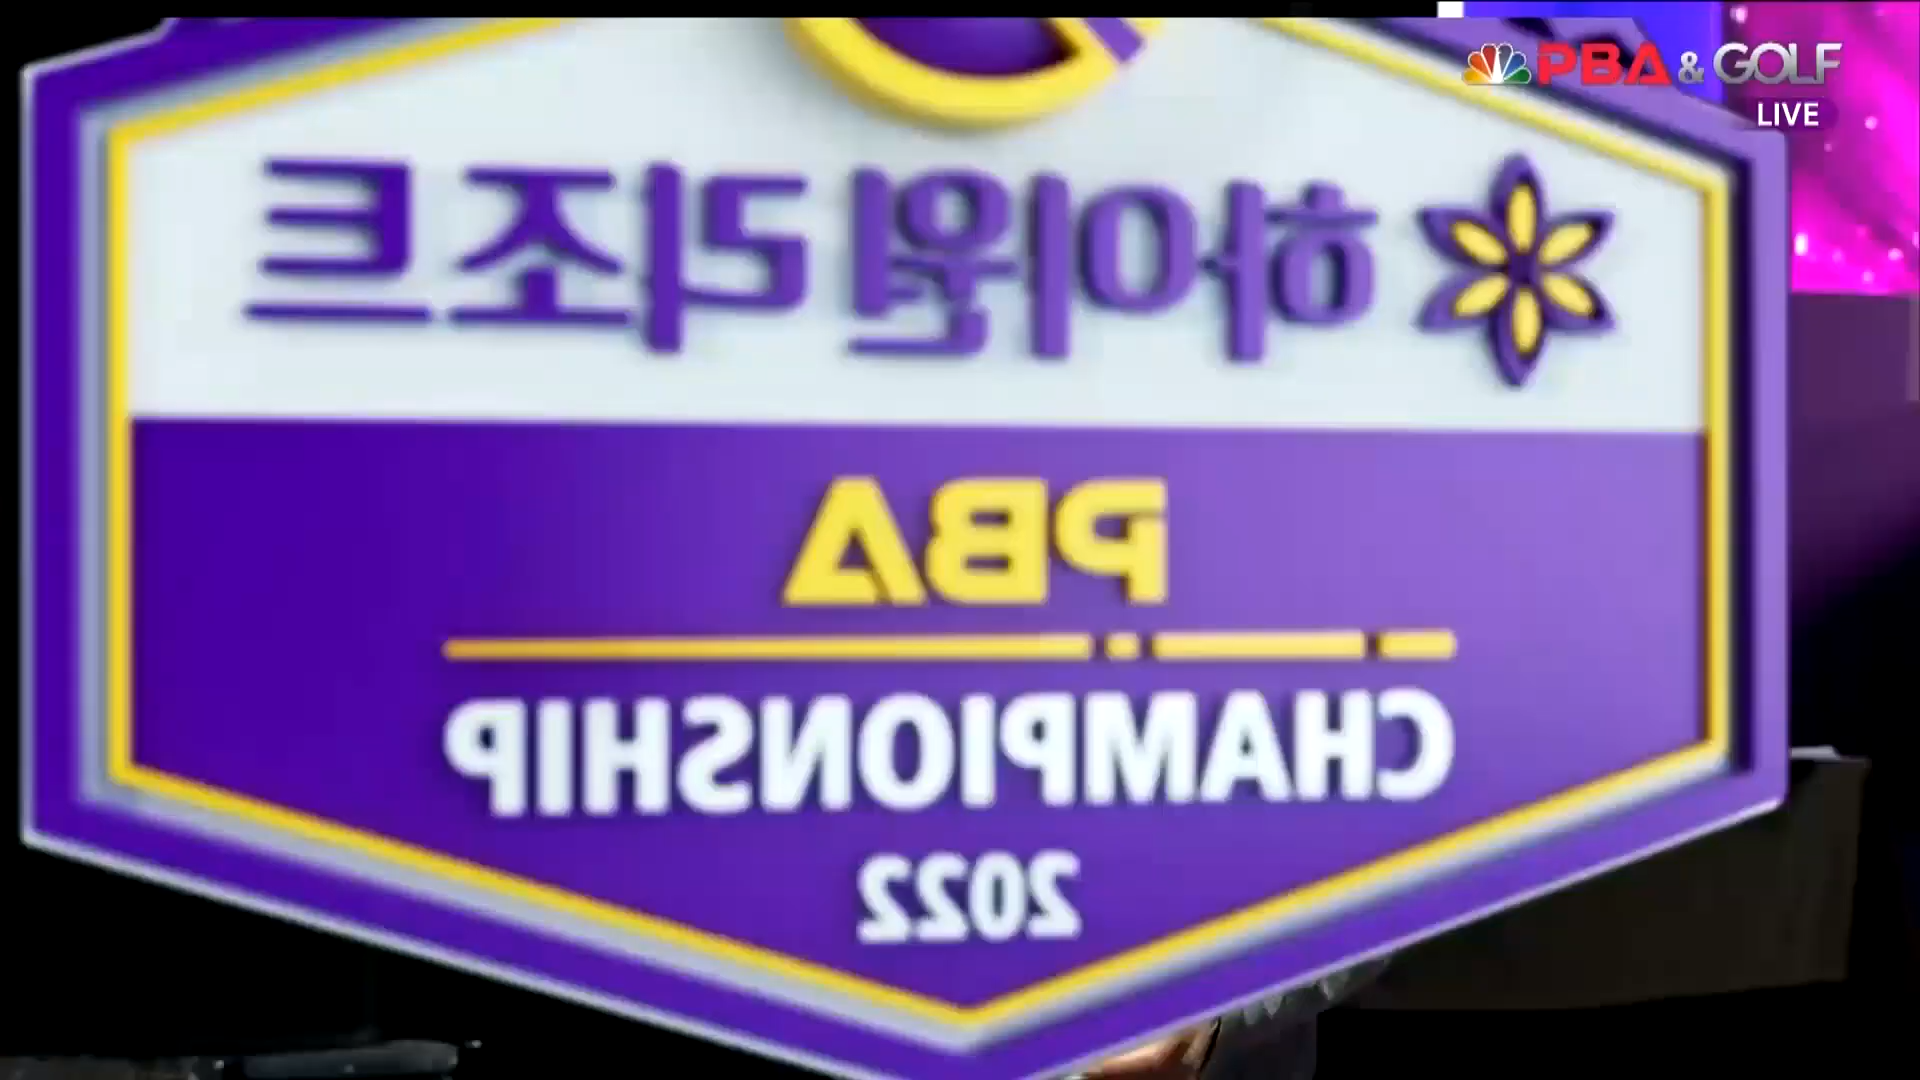 PBA & GOLF
LIVE
하이원리조트
PBA
CHAMPIONSHIP
2022